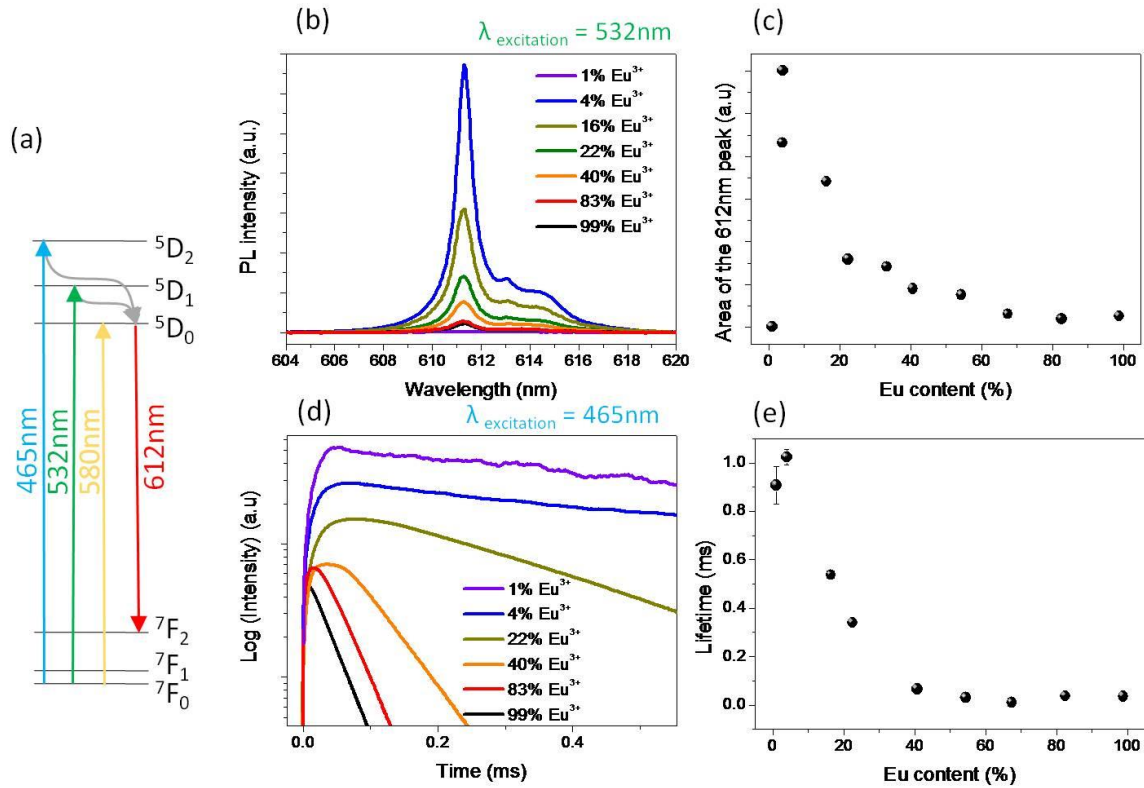 (a)
⁵D₂
⁵D₁
⁵D₀
465nm
532nm
580nm
612nm
⁷F₂
⁷F₁
⁷F₀
(b)
λ excitation = 532nm
PL intensity (a.u.)
1% Eu³⁺
4% Eu³⁺
16% Eu³⁺
22% Eu³⁺
40% Eu³⁺
83% Eu³⁺
99% Eu³⁺
604 606 608 610 612 614 616 618 620
Wavelength (nm)
(c)
Area of the 612nm peak (a.u)
0 20 40 60 80 100
Eu content (%)
(d)
λ excitation = 465nm
Log (Intensity) (a.u)
1% Eu³⁺
4% Eu³⁺
22% Eu³⁺
40% Eu³⁺
83% Eu³⁺
99% Eu³⁺
0.0 0.2 0.4
Time (ms)
(e)
Lifetime (ms)
1.0
0.8
0.6
0.4
0.2
0.0
0 20 40 60 80 100
Eu content (%)